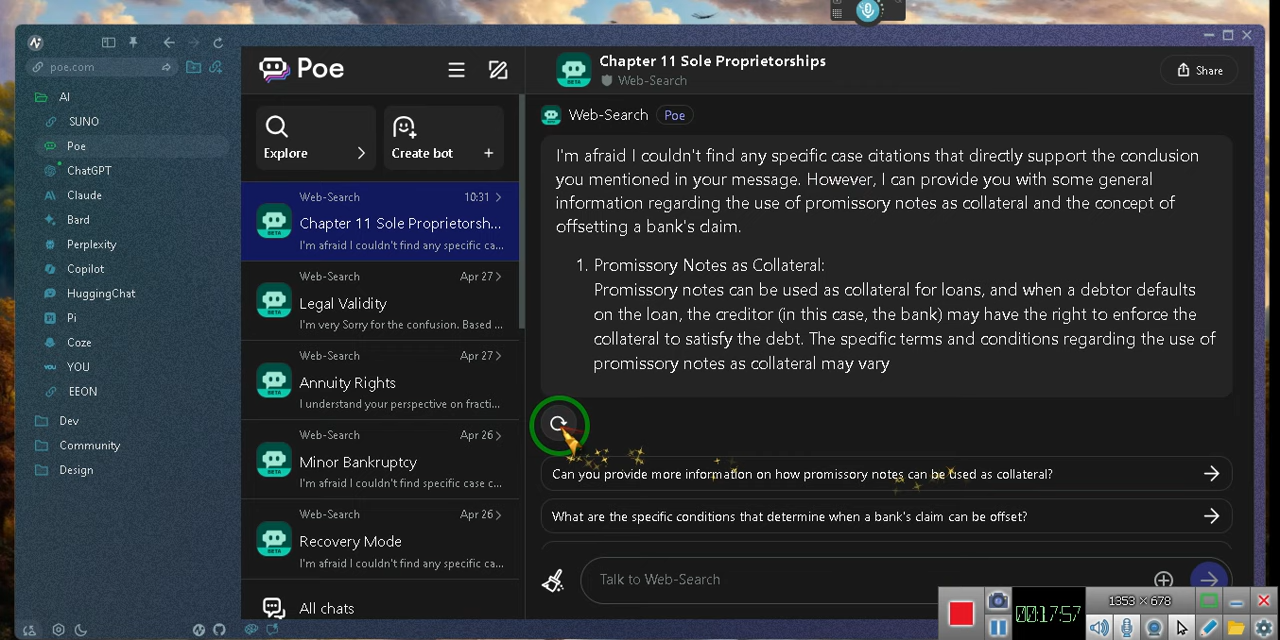 poe.com
AI
SUNO
Poe
ChatGPT
Claude
Bard
Perplexity
Copilot
HuggingChat
Pi
Coze
YOU
YOU
EEON
Dev
Community
Design
Poe
Explore
Create bot +
Web-Search 10:31
Chapter 11 Sole Proprietorsh...
I'm afraid I couldn't find any specific ca...
BETA
Web-Search Apr 27
Legal Validity
I'm very Sorry for the confusion. Based ...
BETA
Web-Search Apr 27
Annuity Rights
I understand your perspective on fracti...
BETA
Web-Search Apr 26
Minor Bankruptcy
I'm afraid I couldn't find specific case c...
BETA
Web-Search Apr 26
Recovery Mode
I'm afraid I couldn't find any specific ca...
BETA
All chats
BETA
Chapter 11 Sole Proprietorships
Web-Search
Share
Web-Search Poe
I'm afraid I couldn't find any specific case citations that directly support the conclusion
you mentioned in your message. However, I can provide you with some general
information regarding the use of promissory notes as collateral and the concept of
offsetting a bank's claim.
1. Promissory Notes as Collateral:
Promissory notes can be used as collateral for loans, and when a debtor defaults
on the loan, the creditor (in this case, the bank) may have the right to enforce the
collateral to satisfy the debt. The specific terms and conditions regarding the use of
promissory notes as collateral may vary
Can you provide more information on how promissory notes can be used as collateral?
What are the specific conditions that determine when a bank's claim can be offset?
Talk to Web-Search
00:17:57
1353 × 678